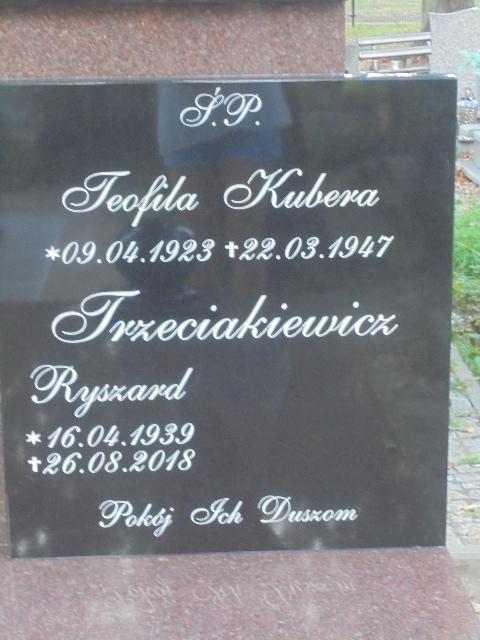 Ś.P.
Teofila Kubera
*09.04.1923 ✝22.03.1947
Trzeciakiewicz
Ryszard
*16.04.1939
✝26.08.2018
Pokój Ich Duszom